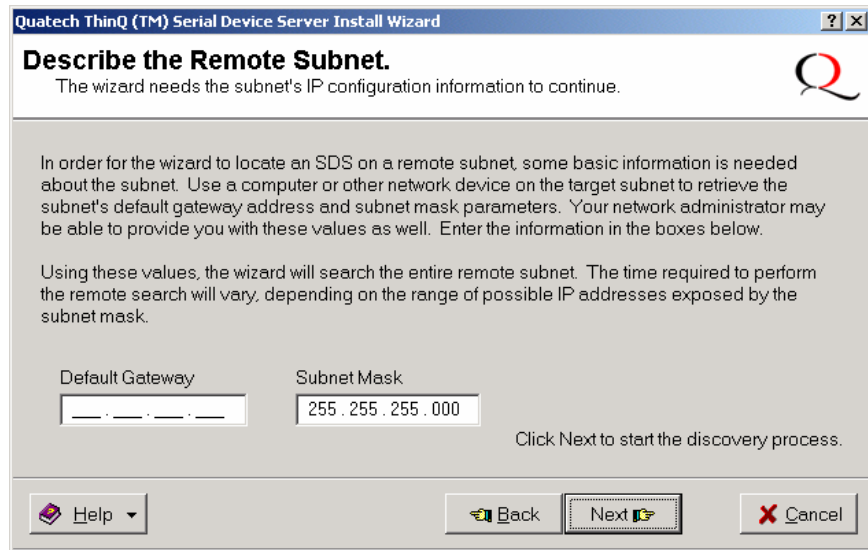 Quatech ThinQ (TM) Serial Device Server Install Wizard
Describe the Remote Subnet.
The wizard needs the subnet's IP configuration information to continue.
In order for the wizard to locate an SDS on a remote subnet, some basic information is needed
about the subnet. Use a computer or other network device on the target subnet to retrieve the
subnet's default gateway address and subnet mask parameters. Your network administrator may
be able to provide you with these values as well. Enter the information in the boxes below.
Using these values, the wizard will search the entire remote subnet. The time required to perform
the remote search will vary, depending on the range of possible IP addresses exposed by the
subnet mask.
Default Gateway
Subnet Mask
___ . ___ . ___ . ___
255 . 255 . 255 . 000
Click Next to start the discovery process.
Help
Back
Next
Cancel